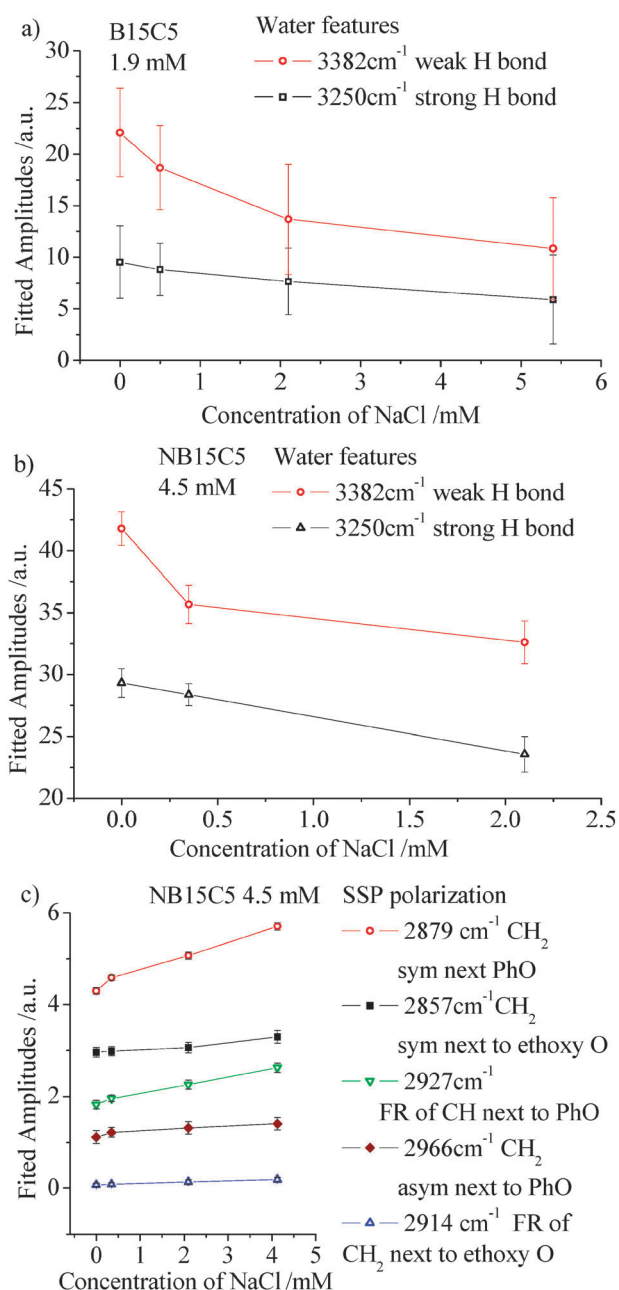 a) B15C5 Water features
1.9 mM
3382cm⁻¹ weak H bond
3250cm⁻¹ strong H bond
30
25
20
15
10
5
0
Fitted Amplitudes /a.u.
0 1 2 3 4 5 6
Concentration of NaCl /mM
b) NB15C5 Water features
4.5 mM
3382cm⁻¹ weak H bond
3250cm⁻¹ strong H bond
45
40
35
30
25
20
Fitted Amplitudes /a.u.
0.0 0.5 1.0 1.5 2.0 2.5
Concentration of NaCl /mM
c) NB15C5 4.5 mM SSP polarization
6
4
2
0
Fited Amplitudes /a.u.
0 1 2 3 4 5
Concentration of NaCl /mM
2879 cm⁻¹ CH₂
sym next PhO
2857cm⁻¹CH₂
sym next to ethoxy O
2927cm⁻¹
FR of CH next to PhO
2966cm⁻¹ CH₂
asym next to PhO
2914 cm⁻¹ FR of
CH₂ next to ethoxy O